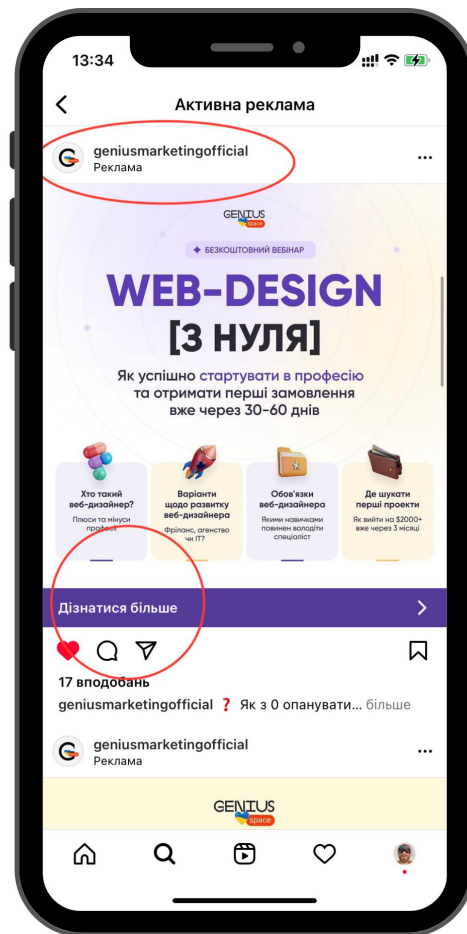 13:34
Активна реклама
geniusmarketingofficial
Реклама
GENIUS
space
БЕЗКОШТОВНИЙ ВЕБІНАР
WEB-DESIGN
[З НУЛЯ]
Як успішно стартувати в професію
та отримати перші замовлення
вже через 30-60 днів
Хто такий
веб-дизайнер?
Плюси та мінуси
професії
Варіанти
щодо развитку
веб-дизайнера
Фріланс, агенство
чи ІТ?
Обов'язки
веб-дизайнера
Якими навичками
повинен володіти
спеціаліст
Де шукати
перші проекти
Як вийти на $2000+
вже через 3 місяці
Дізнатися більше
17 вподобань
geniusmarketingofficial ❓ Як з 0 опанувати... більше
geniusmarketingofficial
Реклама
GENIUS
space